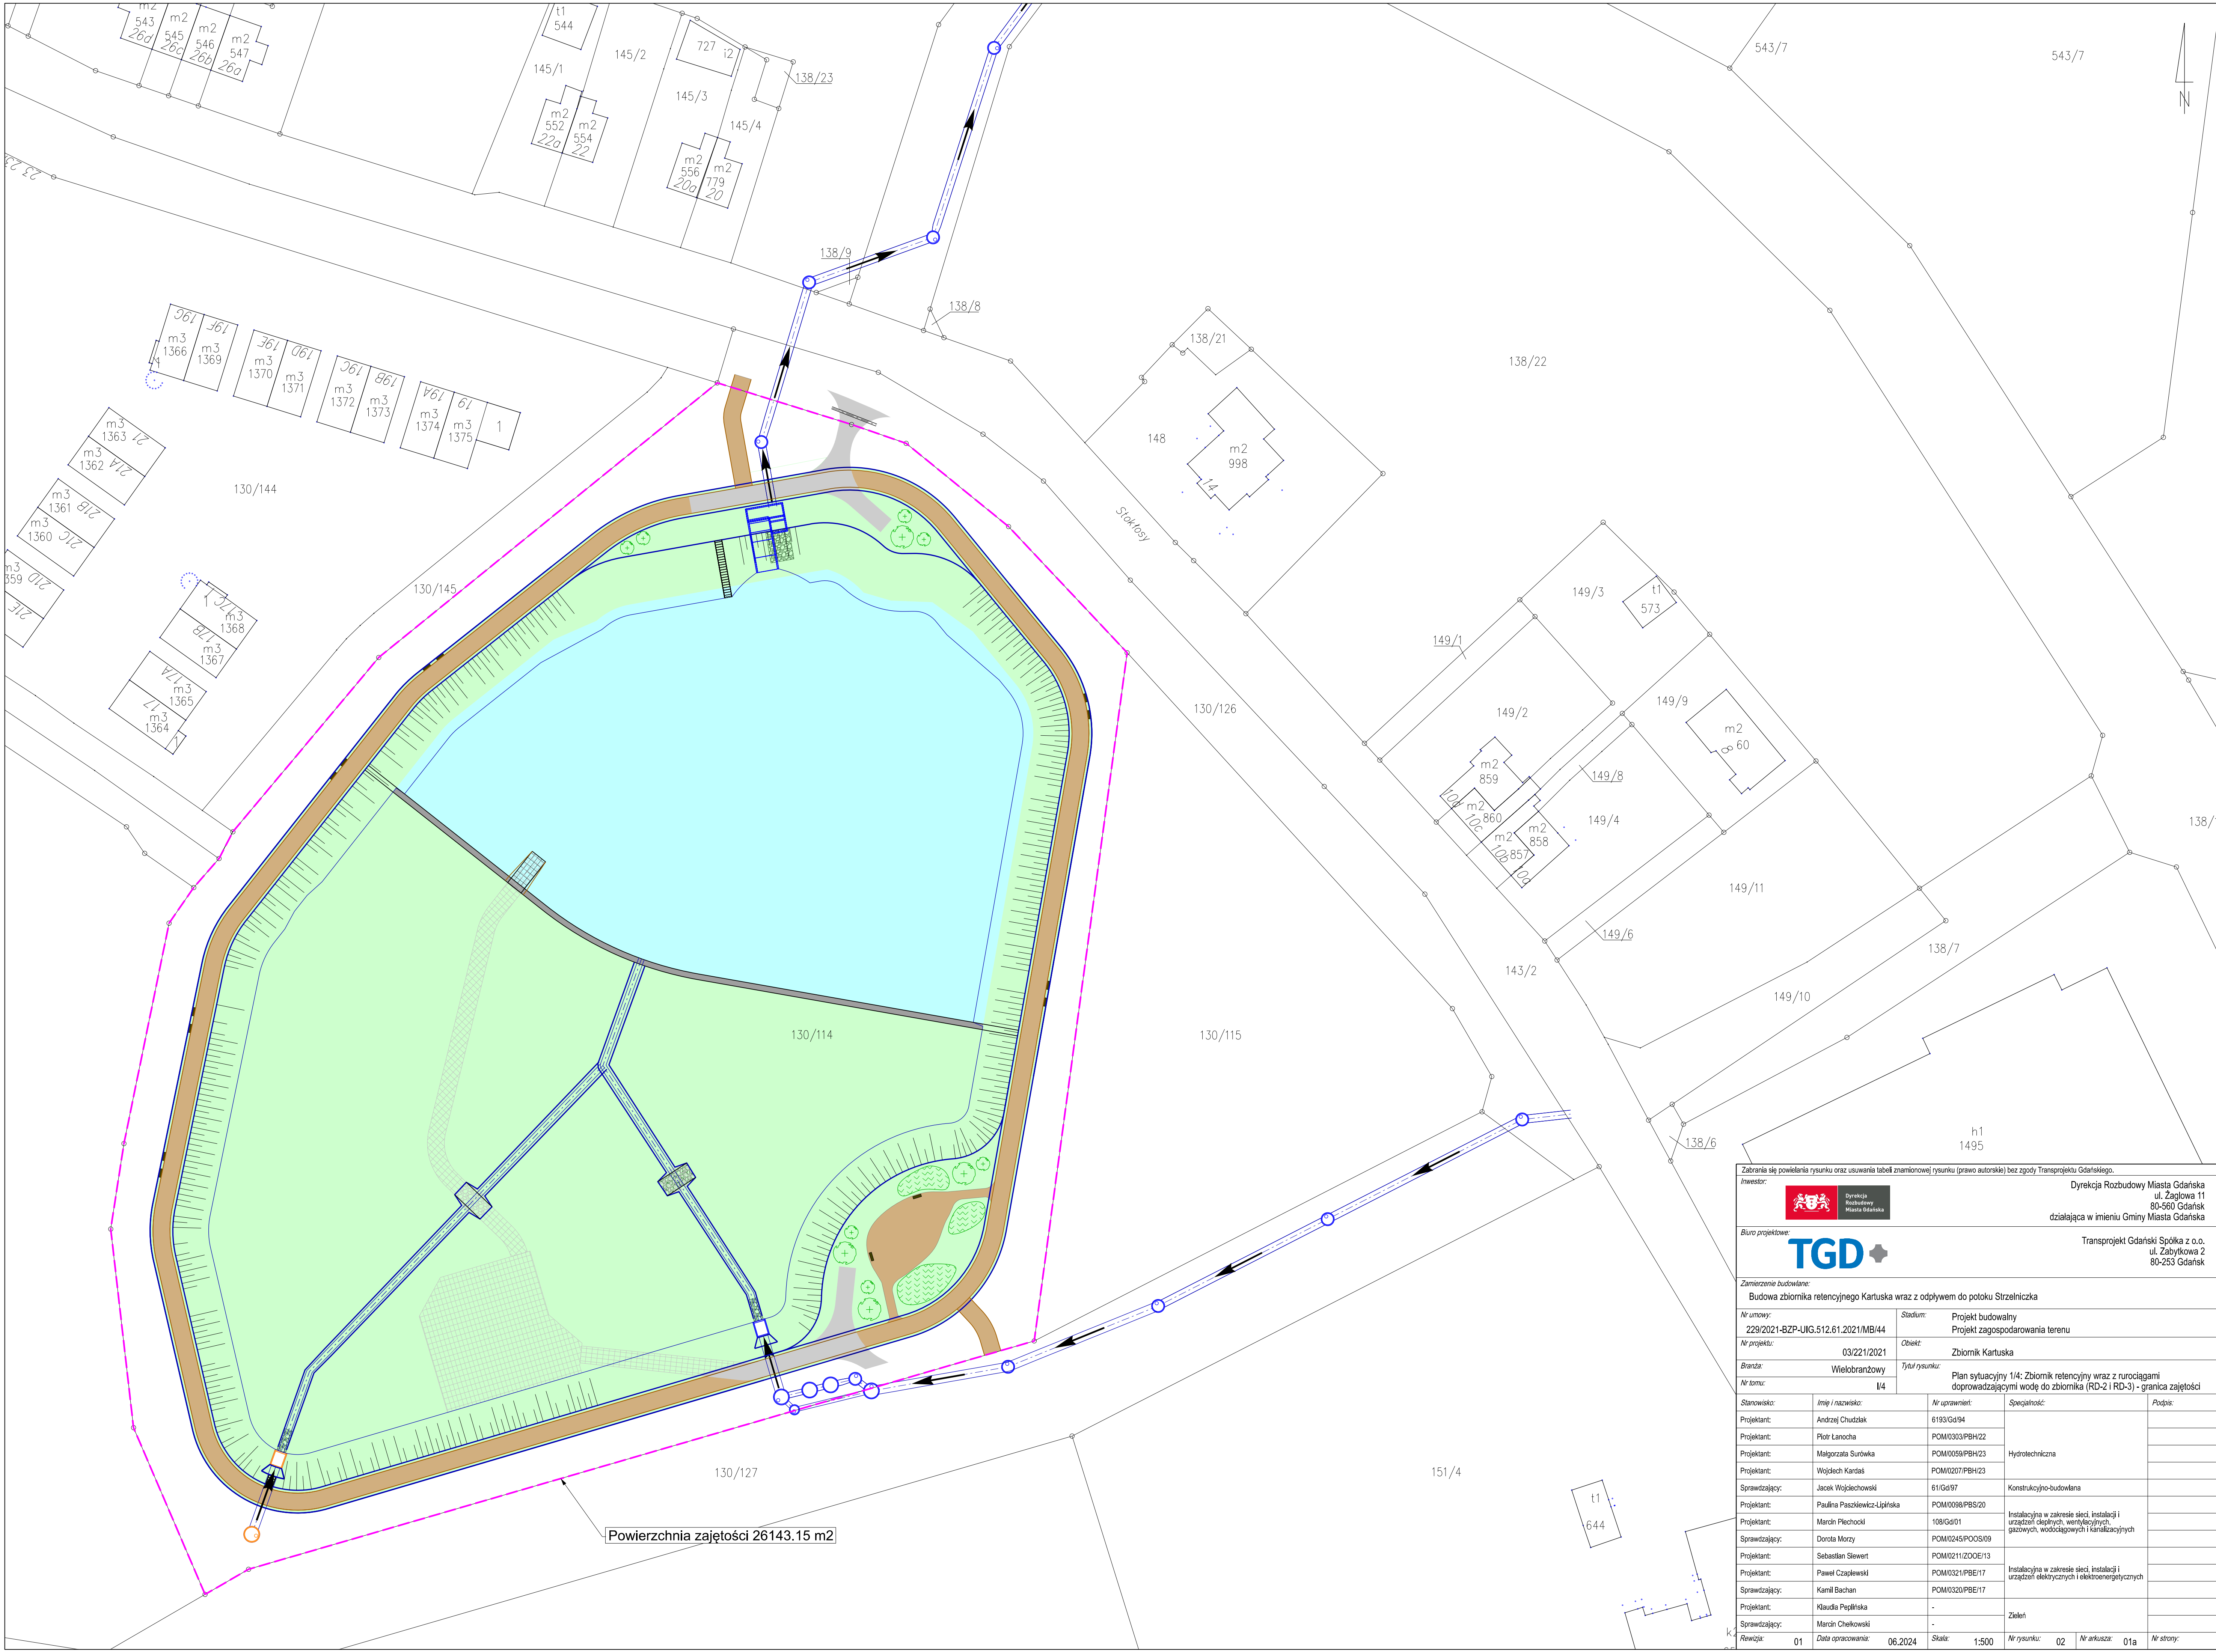 m2
543
26d
m2
545
26c
m2
546
26b
m2
547
26a
t1
544
145/1
145/2
727 i2
138/23
145/3
145/4
m2
552
22a
m2
554
22
m2
556
20a
m2
779
20
543/7
543/7
N
23
138/9
138/8
138/21
138/22
148
m2
998
14
Stokłosy
19G
19F
m3
1366
m3
1369
19E
19D
m3
1370
m3
1371
19C
19B
m3
1372
m3
1373
19A
19
m3
1374
m3
1375
1
m3
1363
21
m3
1362
21A
m3
1361
21B
m3
1360
21C
m3
359
21D
21E
130/144
130/145
17C
m3
1368
17B
m3
1367
17A
m3
1365
17
m3
1364
149/3
t1
573
149/1
149/2
149/9
m2
60
130/126
m2
859
149/8
10d
m2
860
10c
149/4
m2
858
m2
857
10b
10a
138/
149/11
149/6
138/7
143/2
149/10
130/114
130/115
138/6
h1
1495
130/127
151/4
t1
644
Powierzchnia zajętości 26143.15 m2
Zabrania się powielania rysunku oraz usuwania tabeli znamionowej rysunku (prawo autorskie) bez zgody Transprojektu Gdańskiego.
Inwestor:
Dyrekcja
Rozbudowy
Miasta Gdańska
Dyrekcja Rozbudowy Miasta Gdańska
ul. Żaglowa 11
80-560 Gdańsk
działająca w imieniu Gminy Miasta Gdańska
Biuro projektowe:
TGD
Transprojekt Gdański Spółka z o.o.
ul. Zabytkowa 2
80-253 Gdańsk
Zamierzenie budowlane:
Budowa zbiornika retencyjnego Kartuska wraz z odpływem do potoku Strzelniczka
Nr umowy:
229/2021-BZP-UIG.512.61.2021/MB/44
Stadium:
Projekt budowalny
Projekt zagospodarowania terenu
Nr projektu:
03/221/2021
Obiekt:
Zbiornik Kartuska
Branża:
Wielobranżowy
Nr tomu:
I/4
Tytuł rysunku:
Plan sytuacyjny 1/4: Zbiornik retencyjny wraz z rurociągami
doprowadzającymi wodę do zbiornika (RD-2 i RD-3) - granica zajętości
Stanowisko: Imię i nazwisko: Nr uprawnień: Specjalność: Podpis:
Projektant: Andrzej Chudziak 6193/Gd/94
Projektant: Piotr Łanocha POM/0303/PBH/22
Projektant: Małgorzata Surówka POM/0059/PBH/23 Hydrotechniczna
Projektant: Wojciech Kardaś POM/0207/PBH/23
Sprawdzający: Jacek Wojciechowski 61/Gd/97 Konstrukcyjno-budowlana
Projektant: Paulina Paszkiewicz-Lipińska POM/0098/PBS/20
Projektant: Marcin Plechocki 108/Gd/01
Sprawdzający: Dorota Morzy POM/0245/POOS/09
Instalacyjna w zakresie sieci, instalacji i
urządzeń cieplnych, wentylacyjnych,
gazowych, wodociągowych i kanalizacyjnych
Projektant: Sebastian Siewert POM/0211/ZOOE/13
Projektant: Paweł Czaplewski POM/0321/PBE/17
Sprawdzający: Kamil Bachan POM/0320/PBE/17
Instalacyjna w zakresie sieci, instalacji i
urządzeń elektrycznych i elektroenergetycznych
Projektant: Klaudia Peplińska -
Sprawdzający: Marcin Chełkowski -
Zieleń
Rewizja: 01 Data opracowania: 06.2024 Skala: 1:500 Nr rysunku: 02 Nr arkusza: 01a Nr strony: